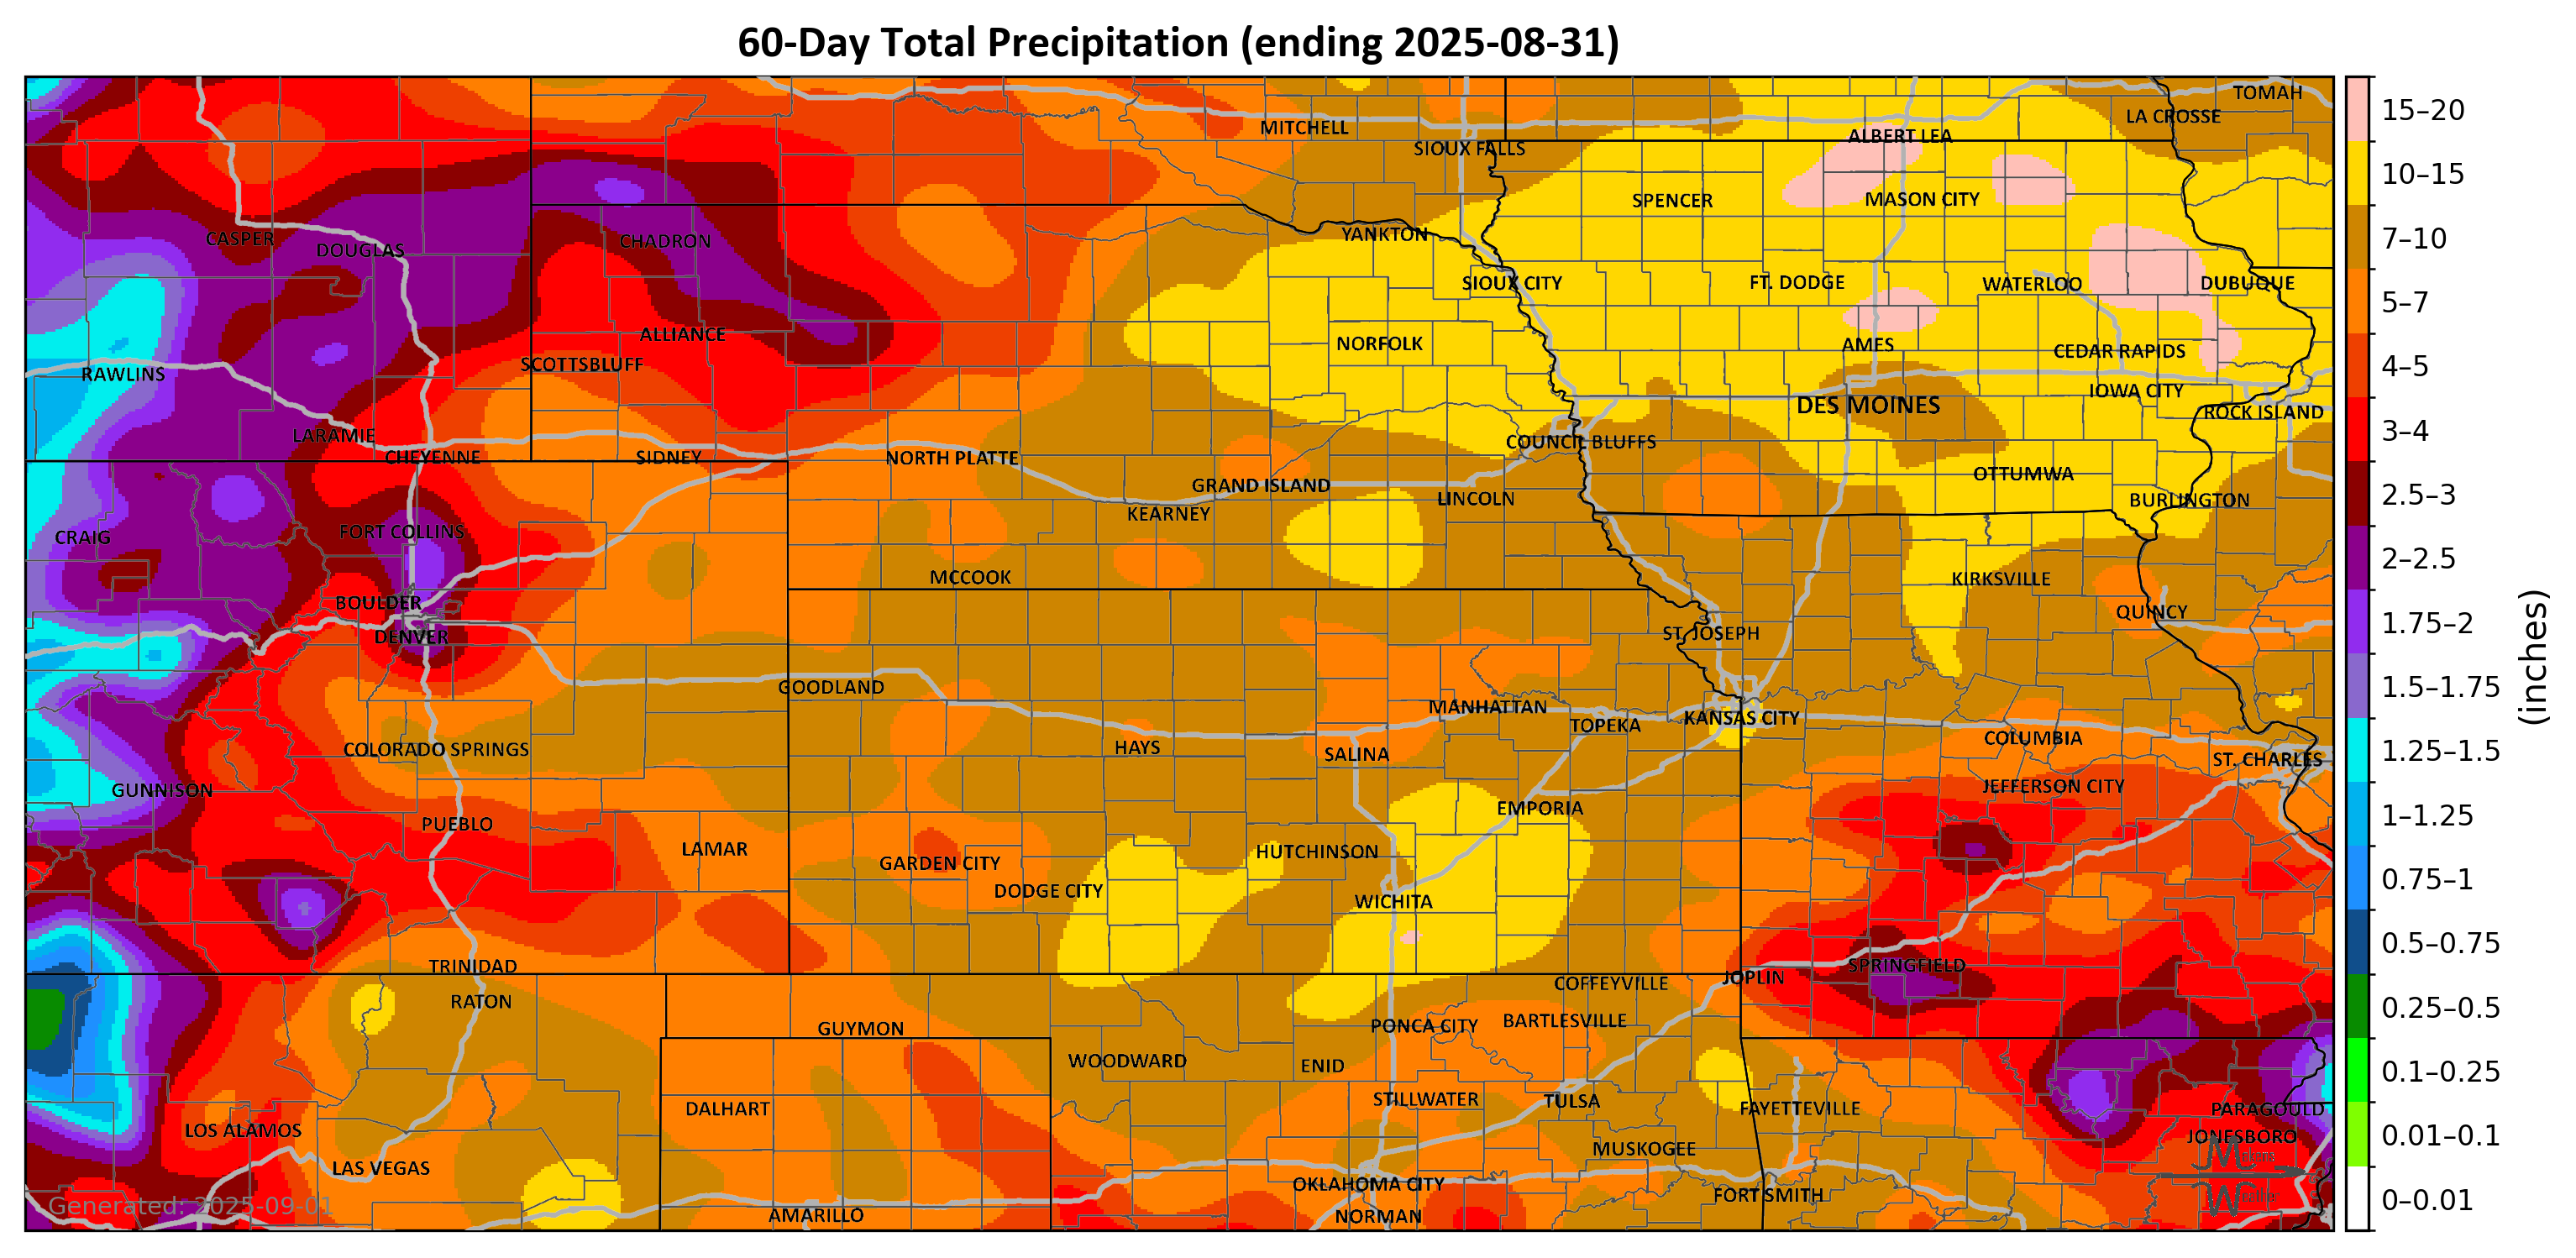 60-Day Total Precipitation (ending 2025-08-31)
TOMAH
LA CROSSE
MITCHELL
ALBERT LEA
SIOUX FALLS
SPENCER
MASON CITY
CASPER
DOUGLAS
CHADRON
YANKTON
SIOUX CITY
FT. DODGE
WATERLOO
DUBUQUE
ALLIANCE
NORFOLK
AMES
CEDAR RAPIDS
SCOTTSBLUFF
RAWLINS
IOWA CITY
DES MOINES
ROCK ISLAND
LARAMIE
COUNCIL BLUFFS
CHEYENNE
SIDNEY
NORTH PLATTE
OTTUMWA
GRAND ISLAND
LINCOLN
BURLINGTON
KEARNEY
FORT COLLINS
CRAIG
MCCOOK
KIRKSVILLE
BOULDER
QUINCY
DENVER
ST. JOSEPH
GOODLAND
MANHATTAN
TOPEKA
KANSAS CITY
COLUMBIA
COLORADO SPRINGS
HAYS
SALINA
ST. CHARLES
GUNNISON
JEFFERSON CITY
EMPORIA
PUEBLO
LAMAR
HUTCHINSON
GARDEN CITY
DODGE CITY
WICHITA
TRINIDAD
SPRINGFIELD
JOPLIN
COFFEYVILLE
RATON
GUYMON
PONCA CITY
BARTLESVILLE
WOODWARD
ENID
DALHART
STILLWATER
TULSA
FAYETTEVILLE
PARAGOULD
LOS ALAMOS
JONESBORO
MUSKOGEE
LAS VEGAS
OKLAHOMA CITY
FORT SMITH
AMARILLO
NORMAN
Generated: 2025-09-01
15–20
10–15
7–10
5–7
4–5
3–4
2.5–3
2–2.5
1.75–2
1.5–1.75
1.25–1.5
1–1.25
0.75–1
0.5–0.75
0.25–0.5
0.1–0.25
0.01–0.1
0–0.01
(inches)